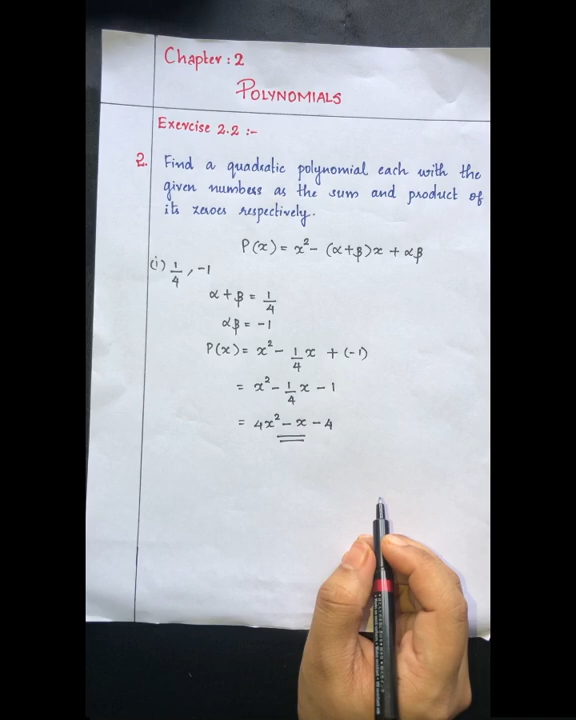 Chapter : 2
POLYNOMIALS
Exercise 2.2 :-
2. Find a quadratic polynomial each with the
given numbers as the sum and product of
its zeroes respectively.
P(x) = x² - (α+β)x + αβ
(i) 1/4, -1
α + β = 1/4
αβ = -1
P(x) = x² - 1/4 x + (-1)
= x² - 1/4 x - 1
= 4x² - x - 4